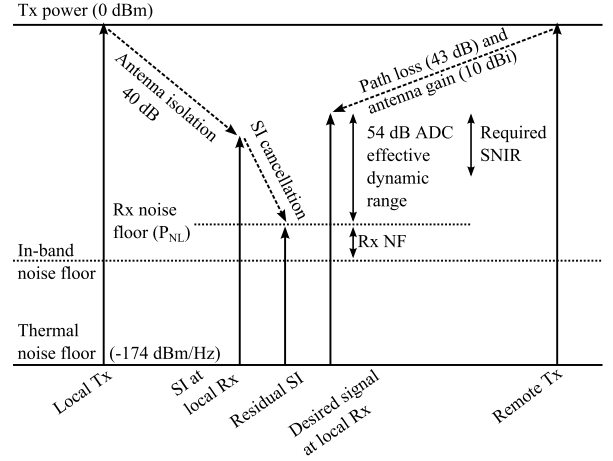 Tx power (0 dBm)
Antenna isolation
40 dB
SI cancellation
Path loss (43 dB) and
antenna gain (10 dBi)
54 dB ADC
effective
dynamic
range
Required
SNIR
Rx noise
floor (PNL)
Rx NF
In-band
noise floor
Thermal
noise floor
(-174 dBm/Hz)
Local Tx
SI at
local Rx
Residual SI
Desired signal
at local Rx
Remote Tx